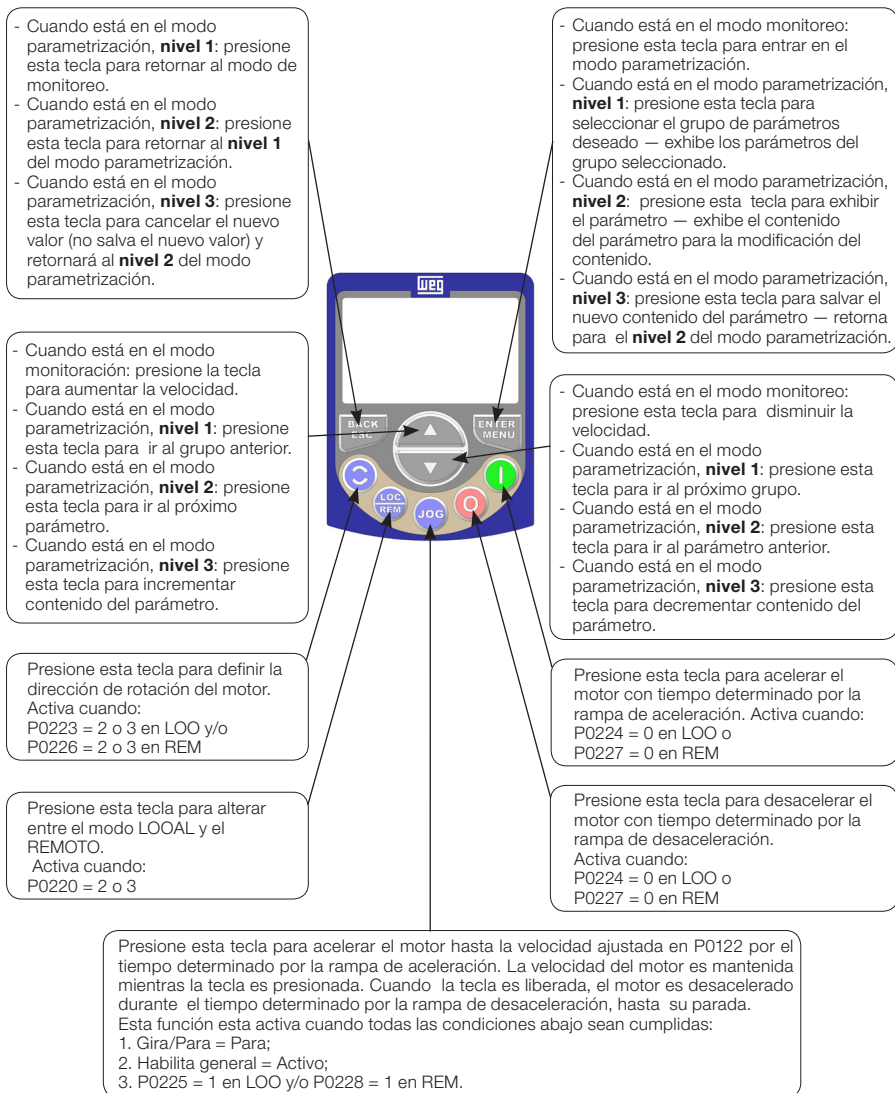 - Cuando está en el modo
parametrización, nivel 1: presione
esta tecla para retornar al modo de
monitoreo.
- Cuando está en el modo
parametrización, nivel 2: presione
esta tecla para retornar al nivel 1
del modo parametrización.
- Cuando está en el modo
parametrización, nivel 3: presione
esta tecla para cancelar el nuevo
valor (no salva el nuevo valor) y
retornará al nivel 2 del modo
parametrización.
- Cuando está en el modo monitoreo:
presione esta tecla para entrar en el
modo parametrización.
- Cuando está en el modo parametrización,
nivel 1: presione esta tecla para
seleccionar el grupo de parámetros
deseado — exhibe los parámetros del
grupo seleccionado.
- Cuando está en el modo parametrización,
nivel 2: presione esta tecla para exhibir
el parámetro — exhibe el contenido
del parámetro para la modificación del
contenido.
- Cuando está en el modo parametrización,
nivel 3: presione esta tecla para salvar el
nuevo contenido del parámetro — retorna
para el nivel 2 del modo parametrización.
weg
BACK
ESC
ENTER
MENU
LOC
REM
JOG
- Cuando está en el modo
monitoración: presione la tecla
para aumentar la velocidad.
- Cuando está en el modo
parametrización, nivel 1: presione
esta tecla para ir al grupo anterior.
- Cuando está en el modo
parametrización, nivel 2: presione
esta tecla para ir al próximo
parámetro.
- Cuando está en el modo
parametrización, nivel 3: presione
esta tecla para incrementar
contenido del parámetro.
- Cuando está en el modo monitoreo:
presione esta tecla para disminuir la
velocidad.
- Cuando está en el modo
parametrización, nivel 1: presione esta
tecla para ir al próximo grupo.
- Cuando está en el modo
parametrización, nivel 2: presione esta
tecla para ir al parámetro anterior.
- Cuando está en el modo
parametrización, nivel 3: presione esta
tecla para decrementar contenido del
parámetro.
Presione esta tecla para definir la
dirección de rotación del motor.
Activa cuando:
P0223 = 2 o 3 en LOO y/o
P0226 = 2 o 3 en REM
Presione esta tecla para acelerar el
motor con tiempo determinado por la
rampa de aceleración. Activa cuando:
P0224 = 0 en LOO o
P0227 = 0 en REM
Presione esta tecla para alterar
entre el modo LOOAL y el
REMOTO.
Activa cuando:
P0220 = 2 o 3
Presione esta tecla para desacelerar el
motor con tiempo determinado por la
rampa de desaceleración.
Activa cuando:
P0224 = 0 en LOO o
P0227 = 0 en REM
Presione esta tecla para acelerar el motor hasta la velocidad ajustada en P0122 por el
tiempo determinado por la rampa de aceleración. La velocidad del motor es mantenida
mientras la tecla es presionada. Cuando la tecla es liberada, el motor es desacelerado
durante el tiempo determinado por la rampa de desaceleración, hasta su parada.
Esta función esta activa cuando todas las condiciones abajo sean cumplidas:
1. Gira/Para = Para;
2. Habilita general = Activo;
3. P0225 = 1 en LOO y/o P0228 = 1 en REM.